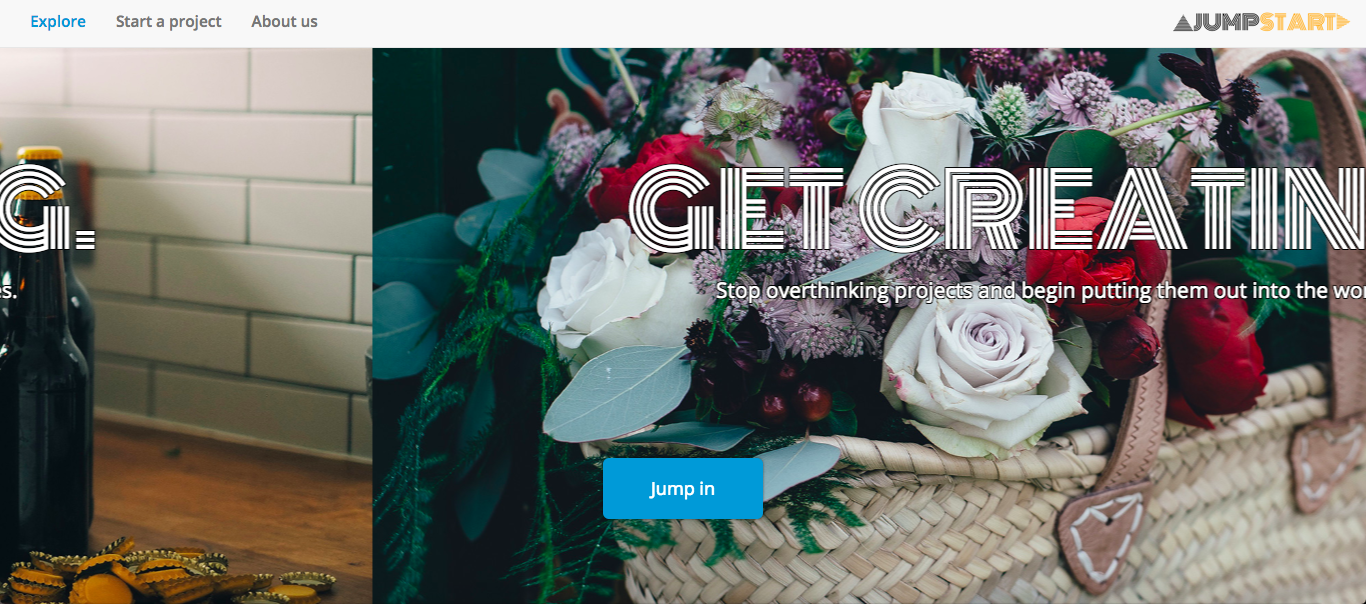 Explore Start a project About us
JUMPSTART
G.
GET CREATIN
es.
Stop overthinking projects and begin putting them out into the wor
Jump in